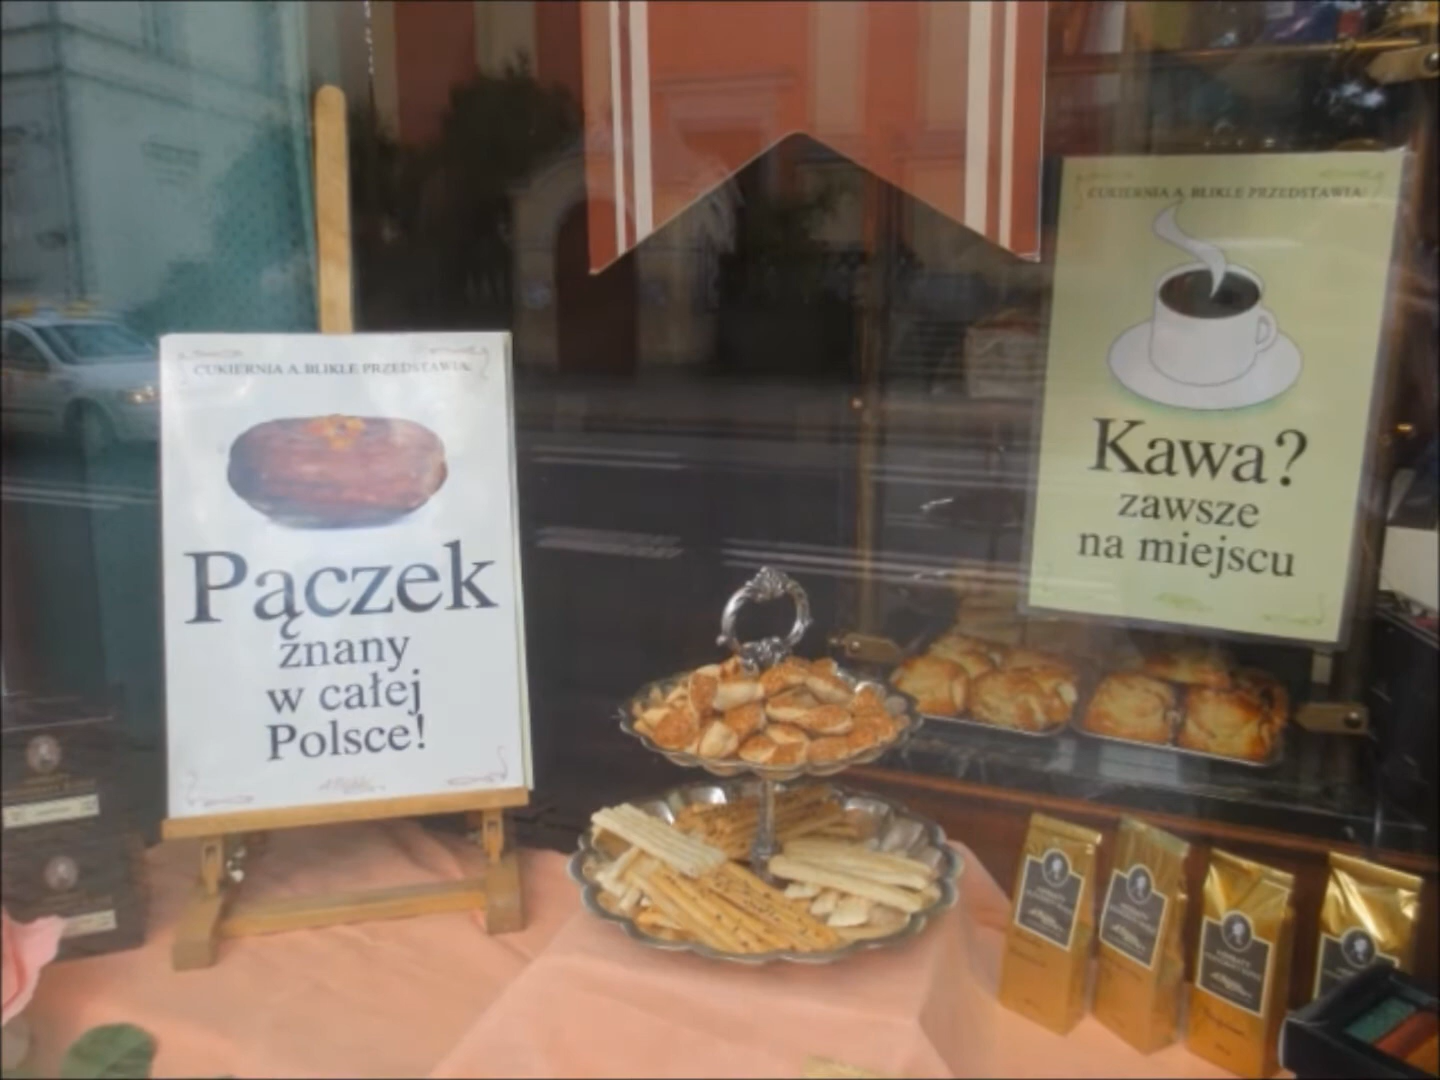 CUKIERNIA A. BLIKLE PRZEDSTAWIA:
Pączek
znany
w całej
Polsce!
CUKIERNIA A. BLIKLE PRZEDSTAWIA:
Kawa?
zawsze
na miejscu